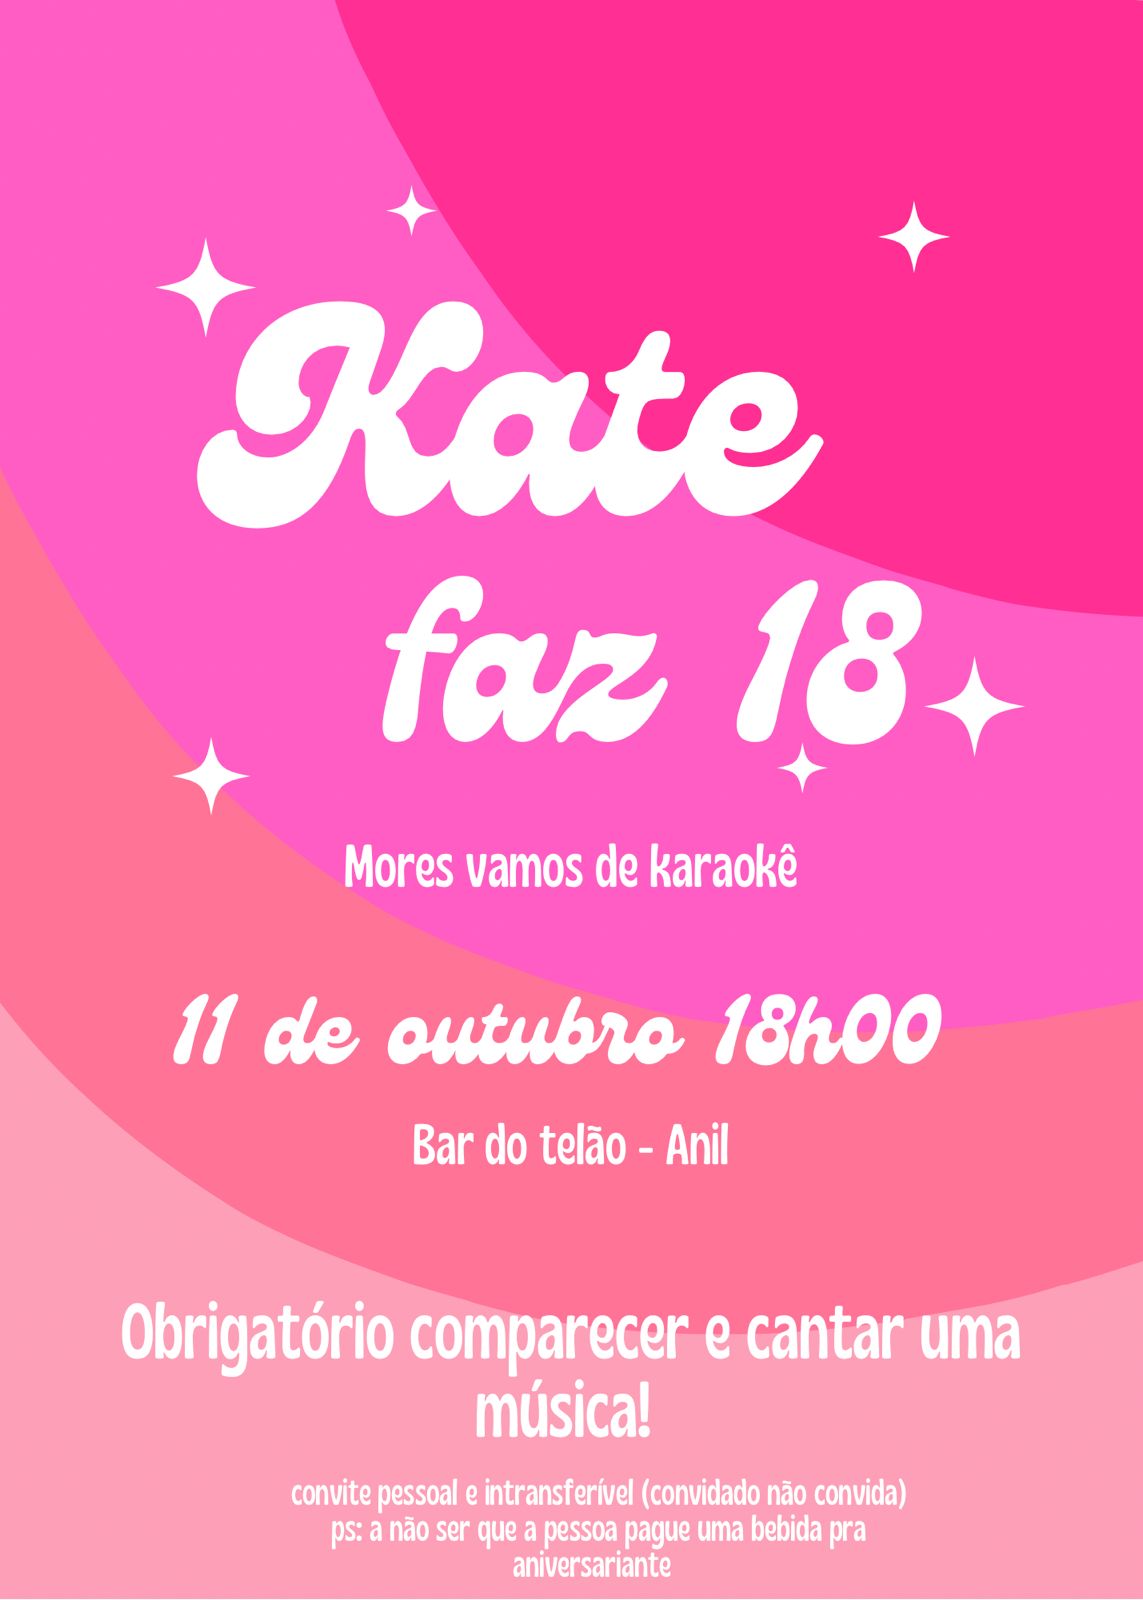 Kate
faz 18
Mores vamos de karaokê
11 de outubro 18h00
Bar do telão - Anil
Obrigatório comparecer e cantar uma
música!
convite pessoal e intransferível (convidado não convida)
ps: a não ser que a pessoa pague uma bebida pra
aniversariante